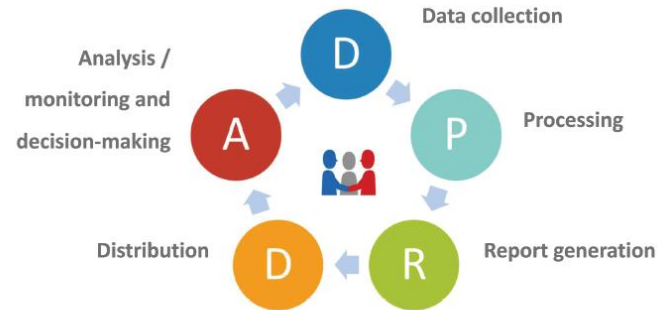 D
Data collection
P
Processing
R
Report generation
D
Distribution
A
Analysis /
monitoring and
decision-making